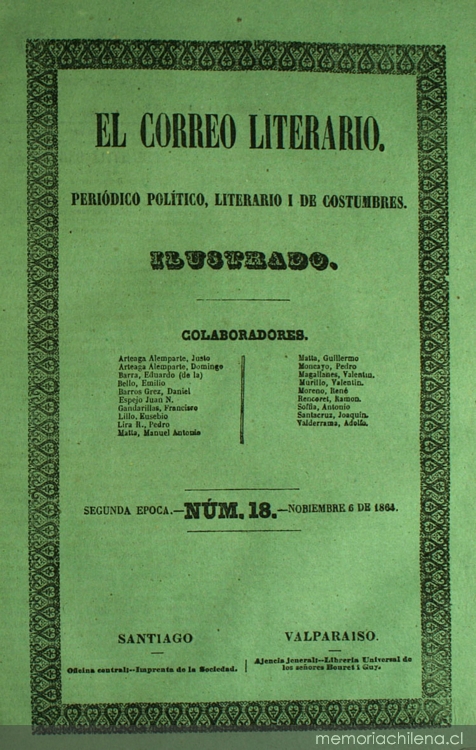 EL CORREO LITERARIO.
PERIÓDICO POLÍTICO, LITERARIO I DE COSTUMBRES.
ILUSTRADO.
COLABORADORES.
Arteaga Alemparte, Justo
Arteaga Alemparte, Domingo
Barra, Eduardo (de la)
Bello, Emilio
Barros Grez, Daniel
Espejo Juan N.
Gandarillas, Francisco
Lillo, Eusebio
Lira R., Pedro
Matta, Manuel Antonio
Matta, Guillermo
Moncayo, Pedro
Magallanes, Valentin.
Murillo, Valentin.
Moreno, René
Rencoret, Ramon.
Soffia, Antonio
Santacruz, Joaquin.
Valderrama, Adolfo.
SEGUNDA EPOCA.—NÚM. 18.—NOBIEMBRE 6 DE 1864.
SANTIAGO
Oficina central:--Imprenta de la Sociedad.
VALPARAISO.
Ajencia jeneral:--Librería Universal de
los señores Bouret i Guy.
memoriachilena.cl